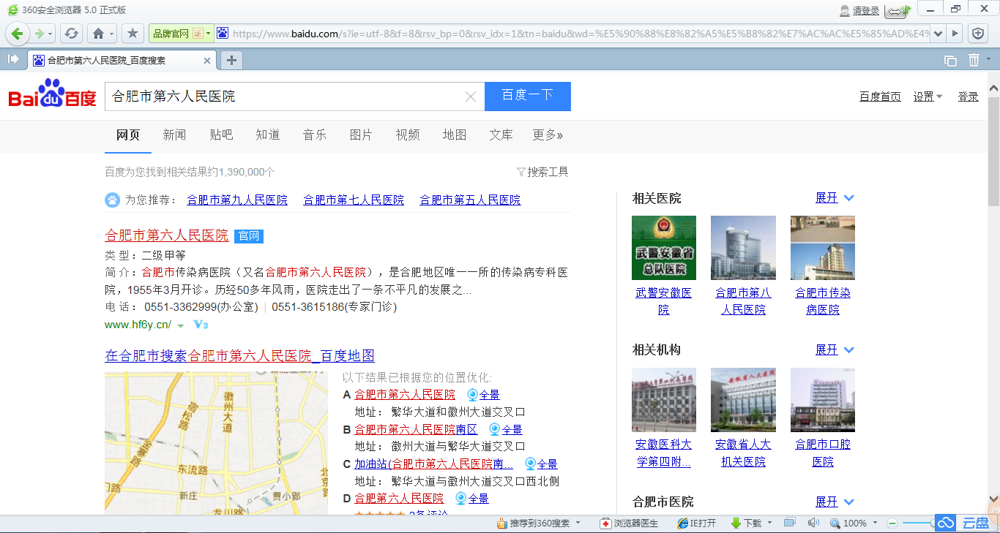 360安全浏览器 5.0 正式版
请登录
品牌官网 证
https://www.baidu.com/s?ie=utf-8&f=8&rsv_bp=0&rsv_idx=1&tn=baidu&wd=%E5%90%88%E8%82%A5%E5%B8%82%E7%AC%AC%E5%85%AD%E4%
合肥市第六人民医院_百度搜索
Bai du 百度
合肥市第六人民医院
百度一下
百度首页 设置 登录
网页 新闻 贴吧 知道 音乐 图片 视频 地图 文库 更多»
百度为您找到相关结果约1,390,000个
搜索工具
为您推荐： 合肥市第九人民医院 合肥市第七人民医院 合肥市第五人民医院
合肥市第六人民医院 官网
类 型：二级甲等
简 介：合肥市传染病医院（又名合肥市第六人民医院），是合肥地区唯一一所的传染病专科医
院，1955年3月开诊。历经50多年风雨，医院走出了一条不平凡的发展之...
电 话： 0551-3362999(办公室) | 0551-3615186(专家门诊)
www.hf6y.cn/ V3
在合肥市搜索合肥市第六人民医院_百度地图
徽州大道
宿松路
金寨路
东流路
北京路
门路
新庄
贾小郢
龙川路
以下结果已根据您的位置优化:
A 合肥市第六人民医院 全景
地址： 繁华大道和徽州大道交叉口
B 合肥市第六人民医院南区 全景
地址： 徽州大道与繁华大道交叉口
C 加油站(合肥市第六人民医院南... 全景
地址： 繁华大道与徽州大道交叉口西北侧
D 合肥第六人民医院 全景
相关医院 展开
武警安徽省
总队医院
武警安徽医
院
合肥市第八
人民医院
合肥市传染
病医院
相关机构 展开
安徽省人大医院
安徽医科大
学第四附...
安徽省人大
机关医院
合肥市口腔
医院
合肥市医院 展开
推荐到360搜索 浏览器医生 IE打开 下载 100% 云盘
79